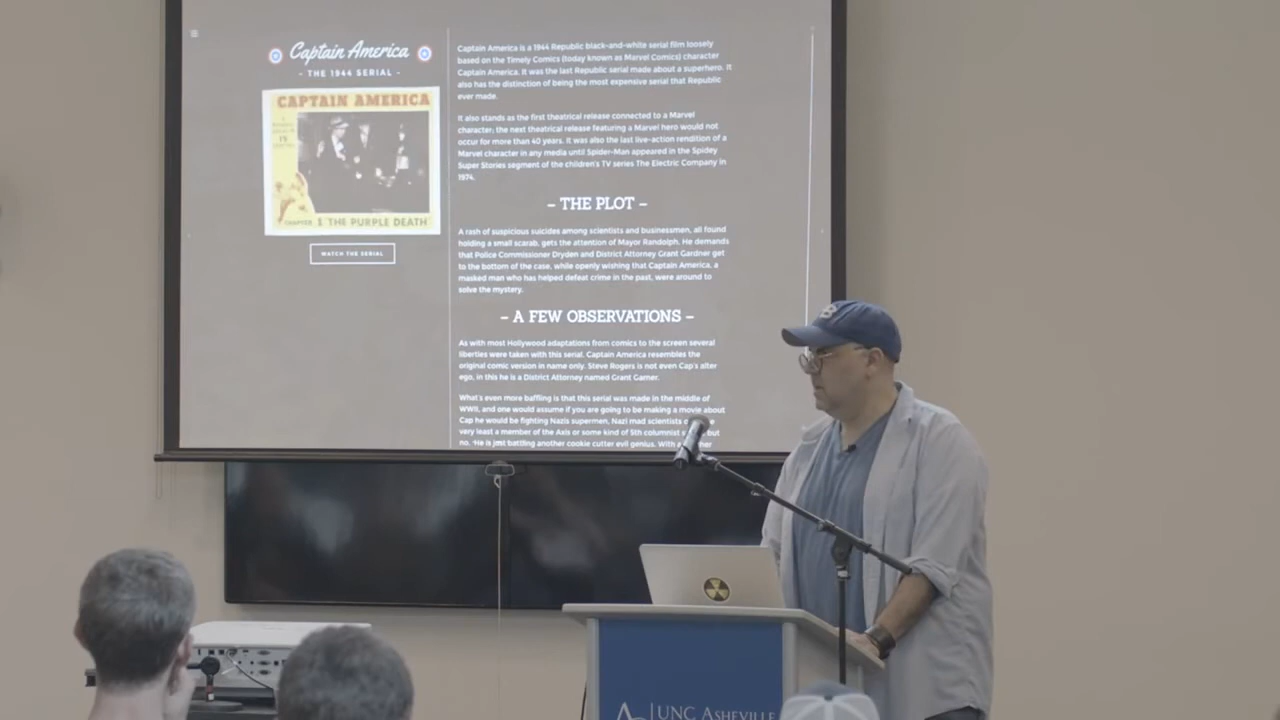 Captain America
– THE 1944 SERIAL –
CAPTAIN AMERICA
15
CHAPTER 1 THE PURPLE DEATH
WATCH THE SERIAL
Captain America is a 1944 Republic black-and-white serial film loosely
based on the Timely Comics (today known as Marvel Comics) character
Captain America. It was the last Republic serial made about a superhero. It
also has the distinction of being the most expensive serial that Republic
ever made.
It also stands as the first theatrical release connected to a Marvel
character; the next theatrical release featuring a Marvel hero would not
occur for more than 40 years. It was also the last live-action rendition of a
Marvel character in any media until Spider-Man appeared in the Spidey
Super Stories segment of the children's TV series The Electric Company in
1974.
– THE PLOT –
A rash of suspicious suicides among scientists and businessmen, all found
holding a small scarab, gets the attention of Mayor Randolph. He demands
that Police Commissioner Dryden and District Attorney Grant Gardner get
to the bottom of the case, while openly wishing that Captain America, a
masked man who has helped defeat crime in the past, were around to
solve the mystery.
– A FEW OBSERVATIONS –
As with most Hollywood adaptations from comics to the screen several
liberties were taken with this serial. Captain America resembles the
original comic version in name only. Steve Rogers is not even Cap's alter
ego, in this he is a District Attorney named Grant Garner.
What's even more baffling is that this serial was made in the middle of
WWII, and one would assume if you are going to be making a movie about
Cap he would be fighting Nazis supermen, Nazi mad scientists
very least a member of the Axis or some kind of 5th columnist but
no. He is just battling another cookie cutter evil genius. With
B
UNC ASHEVILLE